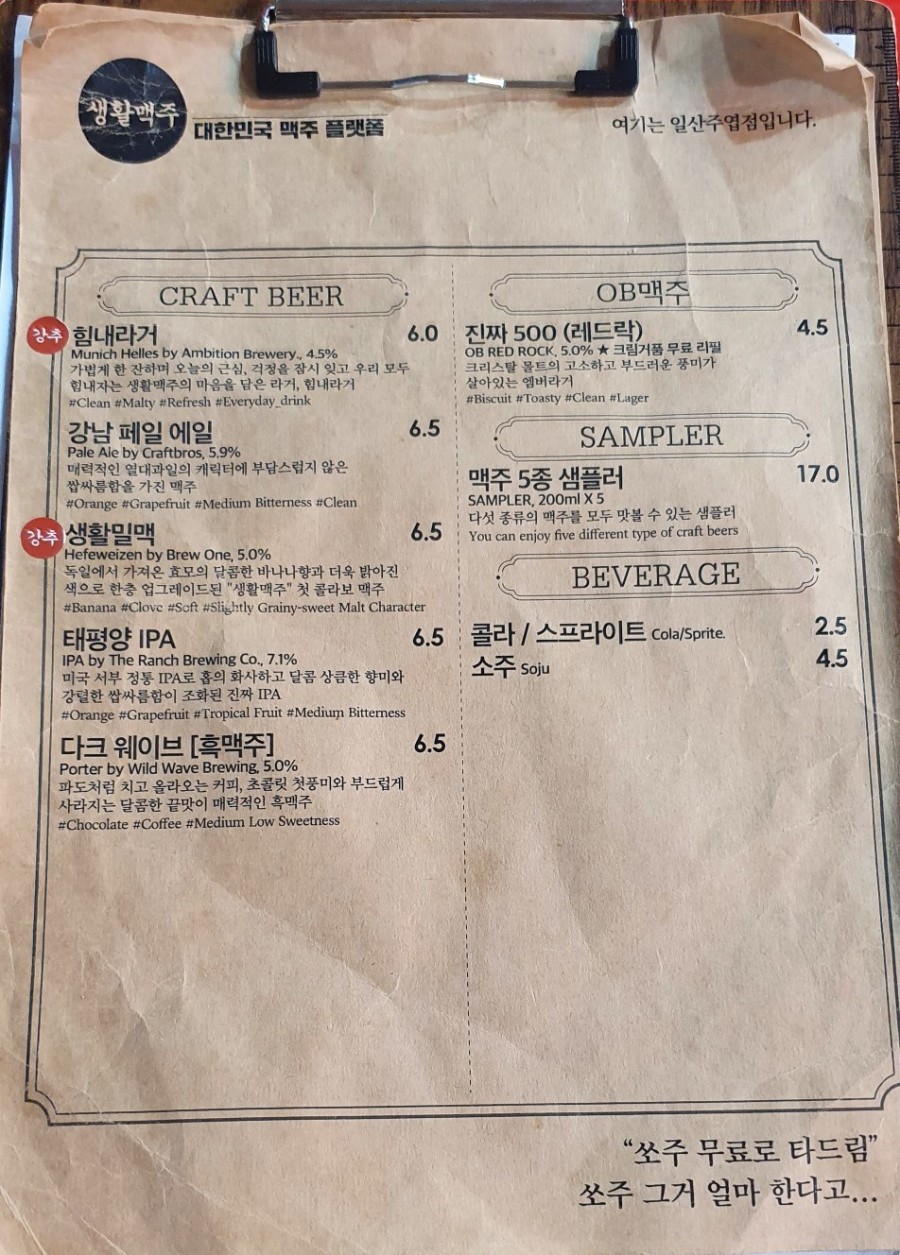 생활맥주
대한민국 맥주 플랫폼
여기는 일산주엽점입니다.
CRAFT BEER
강추 힘내라거 6.0
Munich Helles by Ambition Brewery., 4.5%
가볍게 한 잔하며 오늘의 근심, 걱정을 잠시 잊고 우리 모두
힘내자는 생활맥주의 마음을 담은 라거, 힘내라거
#Clean #Malty #Refresh #Everyday_drink
강남 페일 에일 6.5
Pale Ale by Craftbros, 5.9%
매력적인 열대과일의 캐릭터에 부담스럽지 않은
쌉싸름함을 가진 맥주
#Orange #Grapefruit #Medium Bitterness #Clean
강추 생활밀맥 6.5
Hefeweizen by Brew One, 5.0%
독일에서 가져온 효모의 달콤한 바나나향과 더욱 밝아진
색으로 한층 업그레이드된 "생활맥주" 첫 콜라보 맥주
#Banana #Clove #Soft #Slightly Grainy-sweet Malt Character
태평양 IPA 6.5
IPA by The Ranch Brewing Co., 7.1%
미국 서부 정통 IPA로 홉의 화사하고 달콤 상큼한 향미와
강렬한 쌉싸름함이 조화된 진짜 IPA
#Orange #Grapefruit #Tropical Fruit #Medium Bitterness
다크 웨이브 [흑맥주] 6.5
Porter by Wild Wave Brewing, 5.0%
파도처럼 치고 올라오는 커피, 초콜릿 첫풍미와 부드럽게
사라지는 달콤한 끝맛이 매력적인 흑맥주
#Chocolate #Coffee #Medium Low Sweetness
OB맥주
진짜 500 (레드락) 4.5
OB RED ROCK, 5.0% ★ 크림거품 무료 리필
크리스탈 몰트의 고소하고 부드러운 풍미가
살아있는 엠버라거
#Biscuit #Toasty #Clean #Lager
SAMPLER
맥주 5종 샘플러 17.0
SAMPLER, 200ml X 5
다섯 종류의 맥주를 모두 맛볼 수 있는 샘플러
You can enjoy five different type of craft beers
BEVERAGE
콜라 / 스프라이트 Cola/Sprite. 2.5
소주 Soju 4.5
“쏘주 무료로 타드림”
쏘주 그거 얼마 한다고...